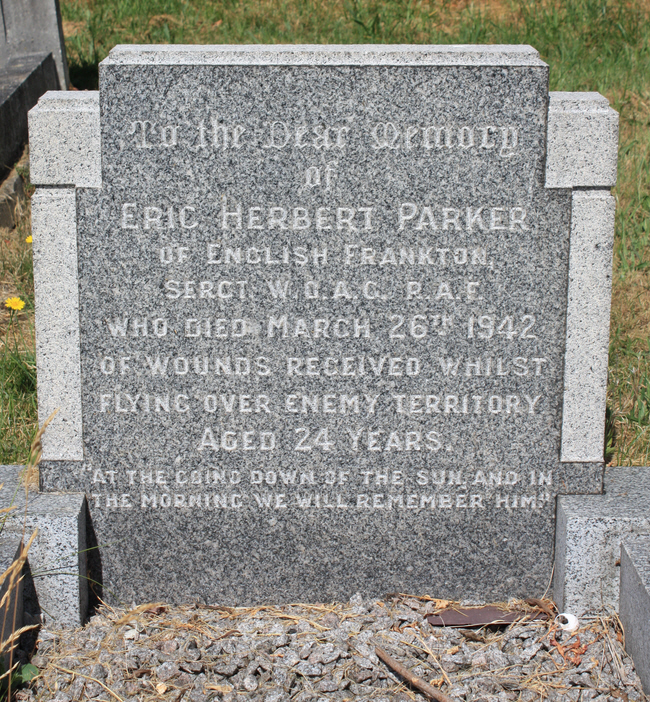 To the Dear Memory
of
ERIC HERBERT PARKER
OF ENGLISH FRANKTON,
SERGT. W.O.A.G. R.A.F.
WHO DIED MARCH 26TH 1942
OF WOUNDS RECEIVED WHILST
FLYING OVER ENEMY TERRITORY.
AGED 24 YEARS.
"AT THE GOING DOWN OF THE SUN, AND IN
THE MORNING WE WILL REMEMBER HIM."